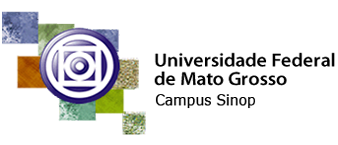 Universidade Federal
de Mato Grosso
Campus Sinop